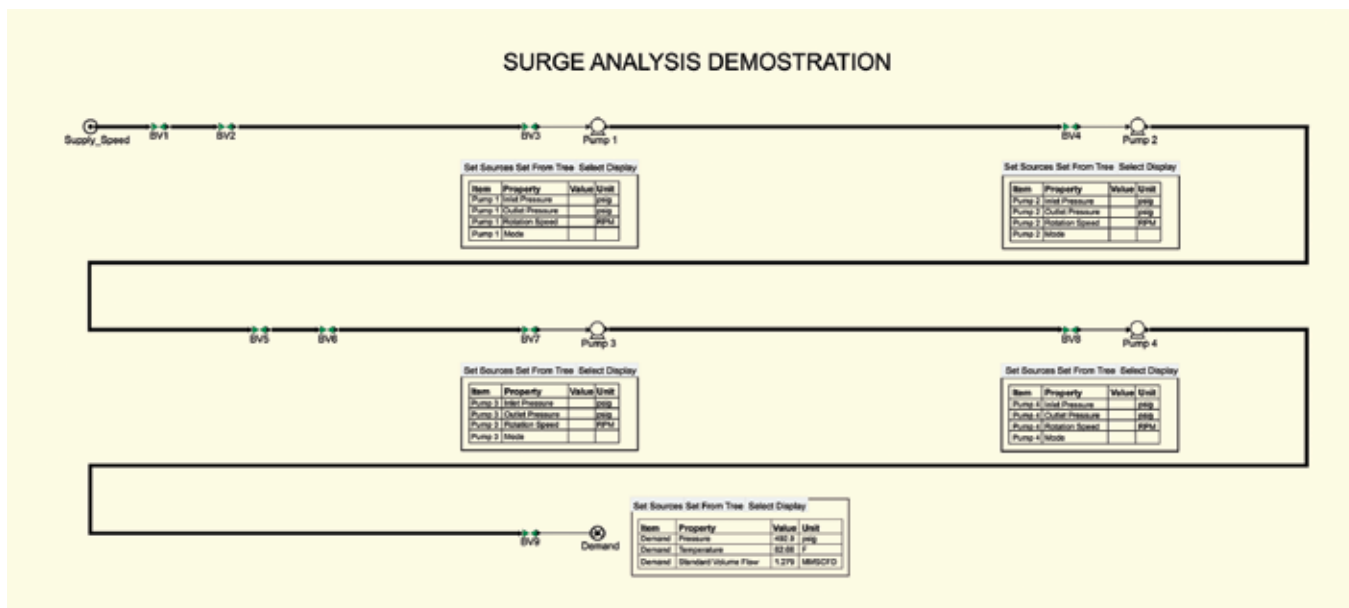 SURGE ANALYSIS DEMOSTRATION
Supply_Speed BV1 BV2 BV3 Pump 1 BV4 Pump 2
Set Sources Set From Tree Select Display
Item Property Value Unit
Pump 1 Inlet Pressure psig
Pump 1 Outlet Pressure psig
Pump 1 Rotation Speed RPM
Pump 1 Mode
Set Sources Set From Tree Select Display
Item Property Value Unit
Pump 2 Inlet Pressure psig
Pump 2 Outlet Pressure psig
Pump 2 Rotation Speed RPM
Pump 2 Mode
BV5 BV6 BV7 Pump 3 BV8 Pump 4
Set Sources Set From Tree Select Display
Item Property Value Unit
Pump 3 Inlet Pressure psig
Pump 3 Outlet Pressure psig
Pump 3 Rotation Speed RPM
Pump 3 Mode
Set Sources Set From Tree Select Display
Item Property Value Unit
Pump 4 Inlet Pressure psig
Pump 4 Outlet Pressure psig
Pump 4 Rotation Speed RPM
Pump 4 Mode
BV9 Demand
Set Sources Set From Tree Select Display
Item Property Value Unit
Demand Pressure psig
Demand Temperature F
Demand Standard Volume Flow 1.279 MMSCFD